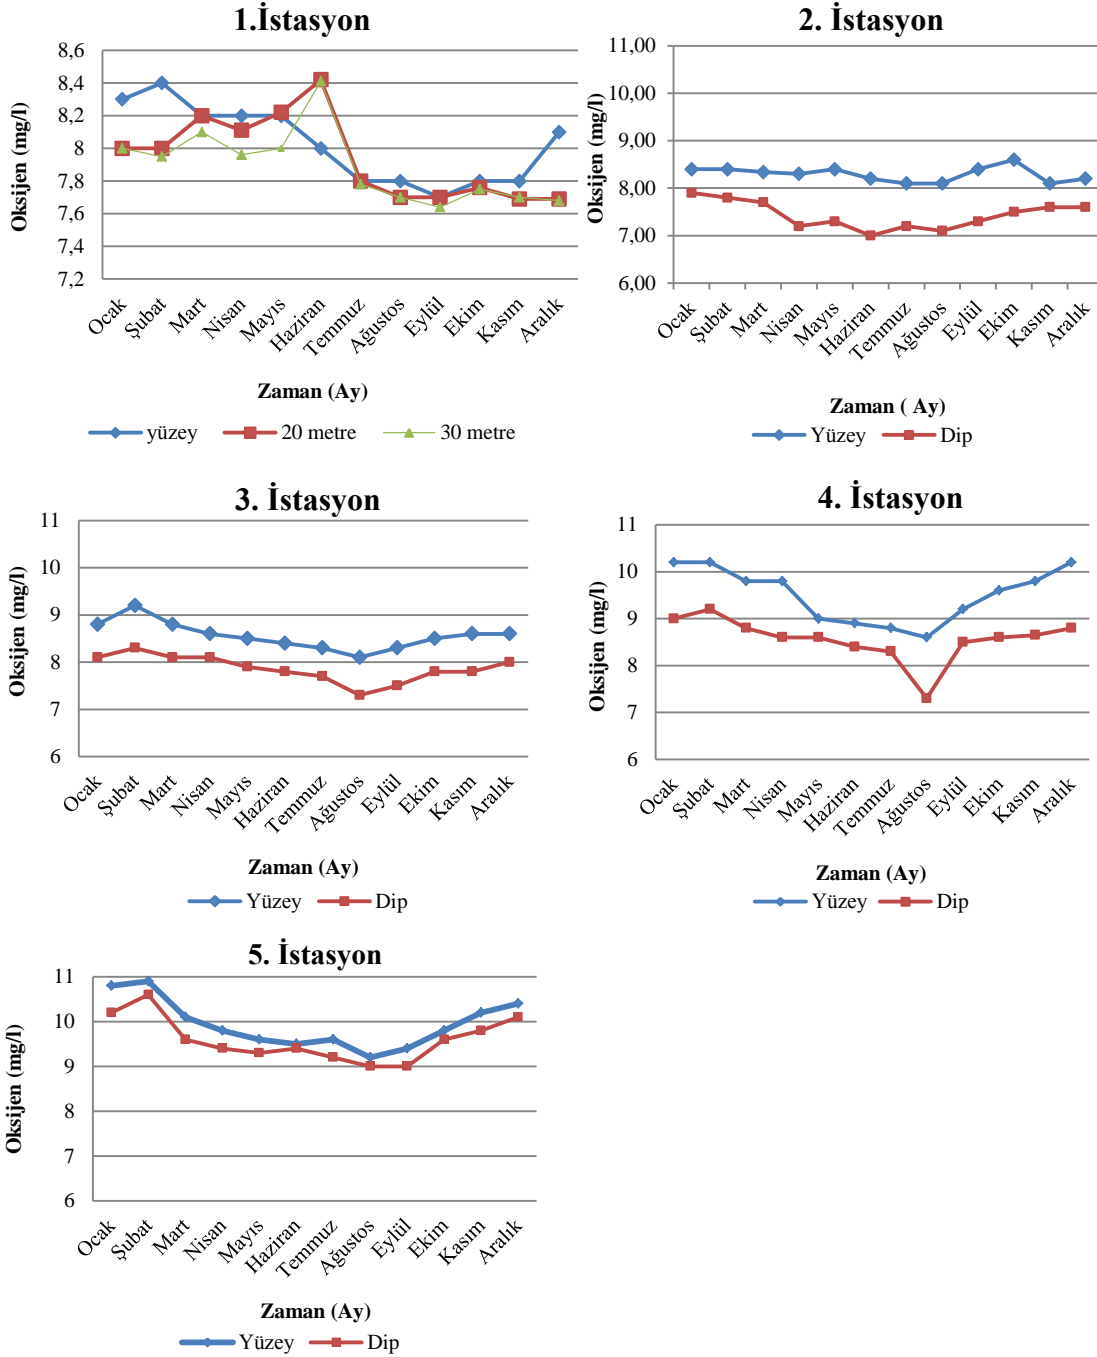 1.İstasyon
Oksijen (mg/l)
8,6
8,4
8,2
8
7,8
7,6
7,4
7,2
Ocak
Şubat
Mart
Nisan
Mayıs
Haziran
Temmuz
Ağustos
Eylül
Ekim
Kasım
Aralık
Zaman (Ay)
yüzey 20 metre 30 metre
2. İstasyon
Oksijen (mg/l)
11,00
10,00
9,00
8,00
7,00
6,00
Ocak
Şubat
Mart
Nisan
Mayıs
Haziran
Temmuz
Ağustos
Eylül
Ekim
Kasım
Aralık
Zaman ( Ay)
Yüzey Dip
3. İstasyon
Oksijen (mg/l)
11
10
9
8
7
6
Ocak
Şubat
Mart
Nisan
Mayıs
Haziran
Temmuz
Ağustos
Eylül
Ekim
Kasım
Aralık
Zaman (Ay)
Yüzey Dip
4. İstasyon
Oksijen (mg/l)
11
10
9
8
7
6
Ocak
Şubat
Mart
Nisan
Mayıs
Haziran
Temmuz
Ağustos
Eylül
Ekim
Kasım
Aralık
Zaman (Ay)
Yüzey Dip
5. İstasyon
Oksijen (mg/l)
11
10
9
8
7
6
Ocak
Şubat
Mart
Nisan
Mayıs
Haziran
Temmuz
Ağustos
Eylül
Ekim
Kasım
Aralık
Zaman (Ay)
Yüzey Dip